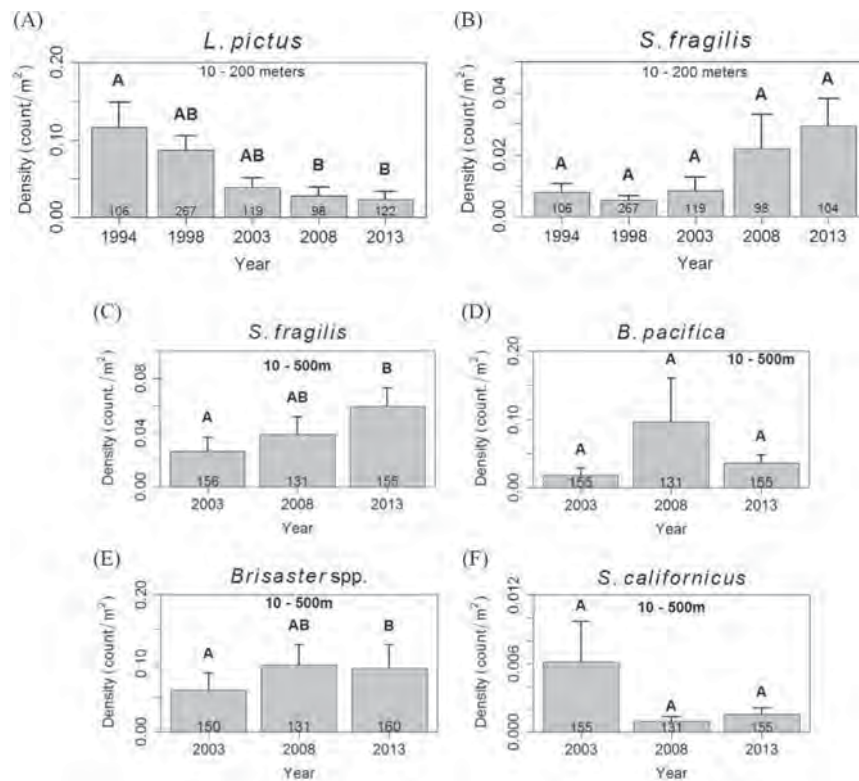 (A)
L. pictus
10 - 200 meters
Density (count/m²)
0.00 0.10 0.20
A AB AB B B
106 267 119 98 122
1994 1998 2003 2008 2013
Year
(B)
S. fragilis
10 - 200 meters
Density (count/m²)
0.00 0.02 0.04
A A A A A
106 267 119 98 104
1994 1998 2003 2008 2013
Year
(C)
S. fragilis
10 - 500m
Density (count./m²)
0.00 0.04 0.08
A AB B
156 131 155
2003 2008 2013
Year
(D)
B. pacifica
10 - 500m
Density (count./m²)
0.00 0.10 0.20
A A A
155 131 155
2003 2008 2013
Year
(E)
Brisaster spp.
10 - 500m
Density (count/m²)
0.00 0.10 0.20
A AB B
150 131 160
2003 2008 2013
Year
(F)
S. californicus
10 - 500m
Density (count/m²)
0.000 0.006 0.012
A A A
155 131 155
2003 2008 2013
Year